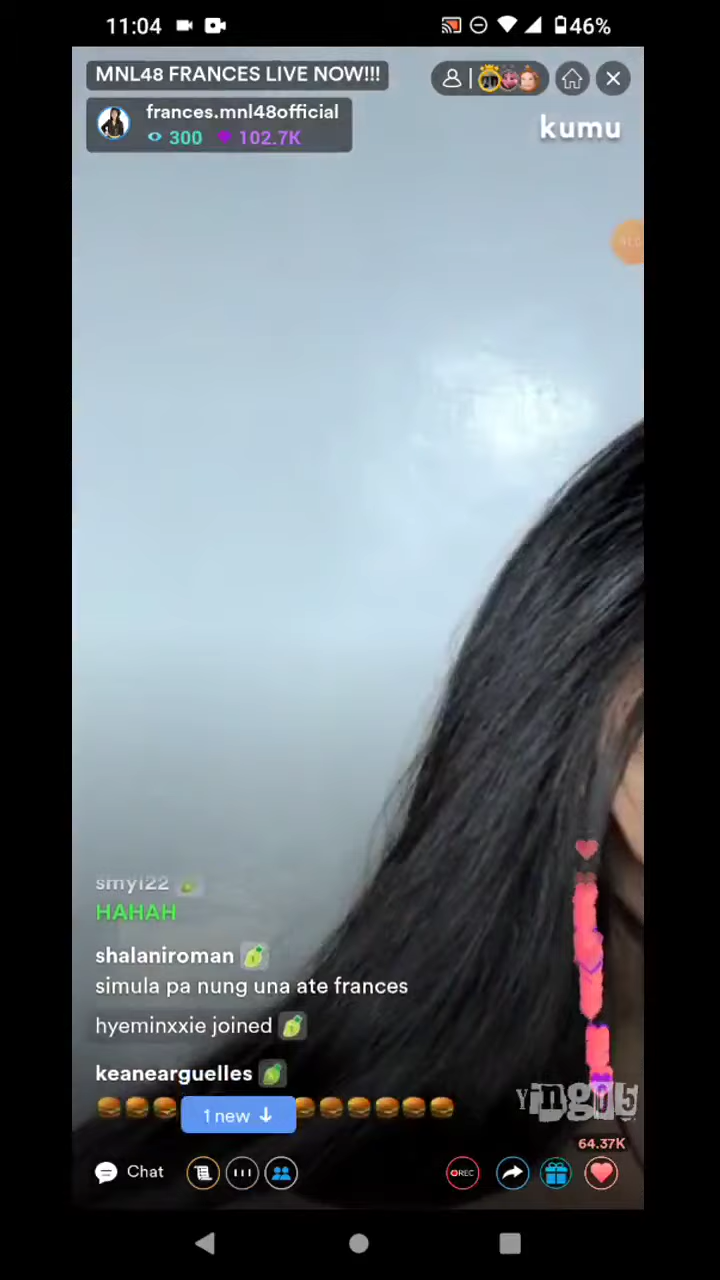 11:04
46%
MNL48 FRANCES LIVE NOW!!!
frances.mnl48official
300 102.7K
kumu
smyl22
HAHAH
shalaniroman
simula pa nung una ate frances
hyeminxxie joined
keanearguelles
1 new
64.37K
Chat
REC